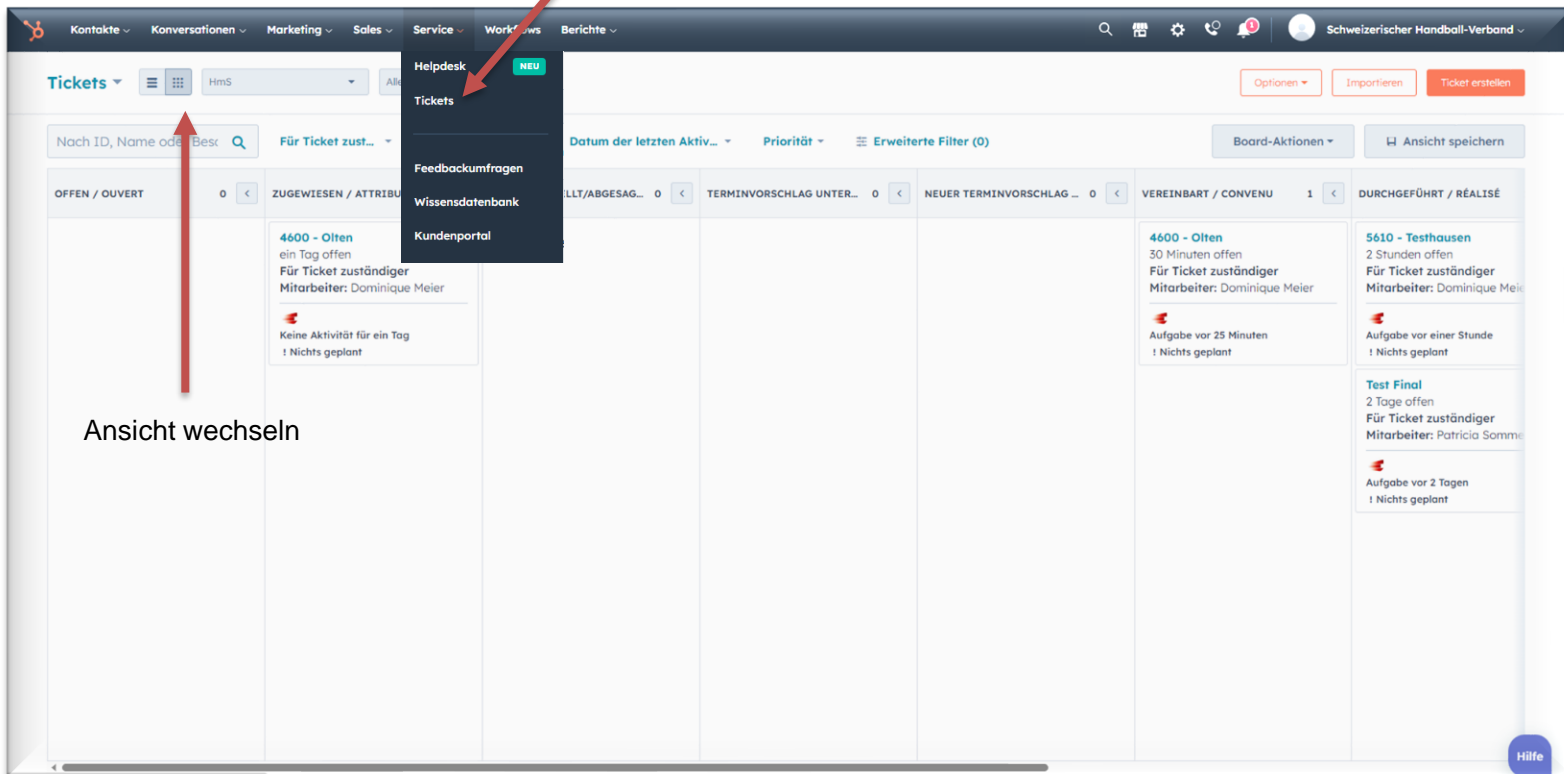 Kontakte Konversationen Marketing Sales Service Workflows Berichte 1 Schweizerischer Handball-Verband
Helpdesk NEU
Tickets HmS Alle Optionen Importieren Ticket erstellen
Tickets
Nach ID, Name oder Besc Für Ticket zust... Datum der letzten Aktiv... Priorität Erweiterte Filter (0) Board-Aktionen Ansicht speichern
Feedbackumfragen
Wissensdatenbank
Kundenportal
OFFEN / OUVERT 0 ZUGEWIESEN / ATTRIBU LLT/ABGESAG... 0 TERMINVORSCHLAG UNTER... 0 NEUER TERMINVORSCHLAG ... 0 VEREINBART / CONVENU 1 DURCHGEFÜHRT / RÉALISÉ
4600 - Olten
ein Tag offen
Für Ticket zuständiger
Mitarbeiter: Dominique Meier
Keine Aktivität für ein Tag
! Nichts geplant
4600 - Olten
30 Minuten offen
Für Ticket zuständiger
Mitarbeiter: Dominique Meier
Aufgabe vor 25 Minuten
! Nichts geplant
5610 - Testhausen
2 Stunden offen
Für Ticket zuständiger
Mitarbeiter: Dominique Meie
Aufgabe vor einer Stunde
! Nichts geplant
Test Final
2 Tage offen
Für Ticket zuständiger
Mitarbeiter: Patricia Somme
Aufgabe vor 2 Tagen
! Nichts geplant
Ansicht wechseln
Hilfe